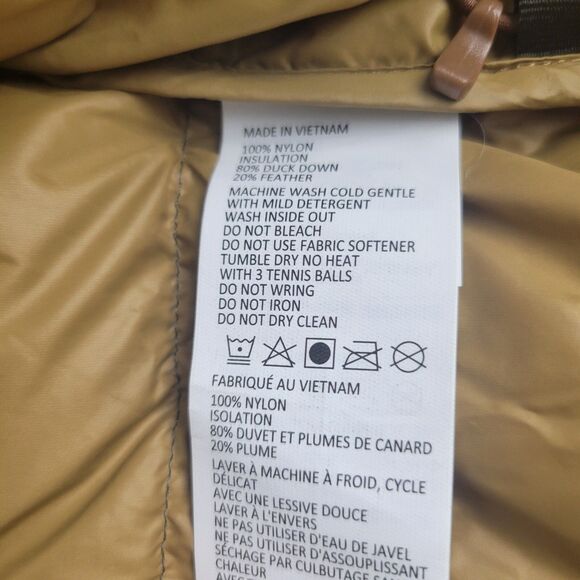 MADE IN VIETNAM
100% NYLON
INSULATION
80% DUCK DOWN
20% FEATHER
MACHINE WASH COLD GENTLE
WITH MILD DETERGENT
WASH INSIDE OUT
DO NOT BLEACH
DO NOT USE FABRIC SOFTENER
TUMBLE DRY NO HEAT
WITH 3 TENNIS BALLS
DO NOT WRING
DO NOT IRON
DO NOT DRY CLEAN
FABRIQUÉ AU VIETNAM
100% NYLON
ISOLATION
80% DUVET ET PLUMES DE CANARD
20% PLUME
LAVER À MACHINE À FROID, CYCLE
DÉLICAT
AVEC UNE LESSIVE DOUCE
LAVER À L'ENVERS
NE PAS UTILISER D'EAU DE JAVEL
NE PAS UTILISER D'ASSOUPLISSANT
SÉCHAGE PAR CULBUTAGE
CHALEUR